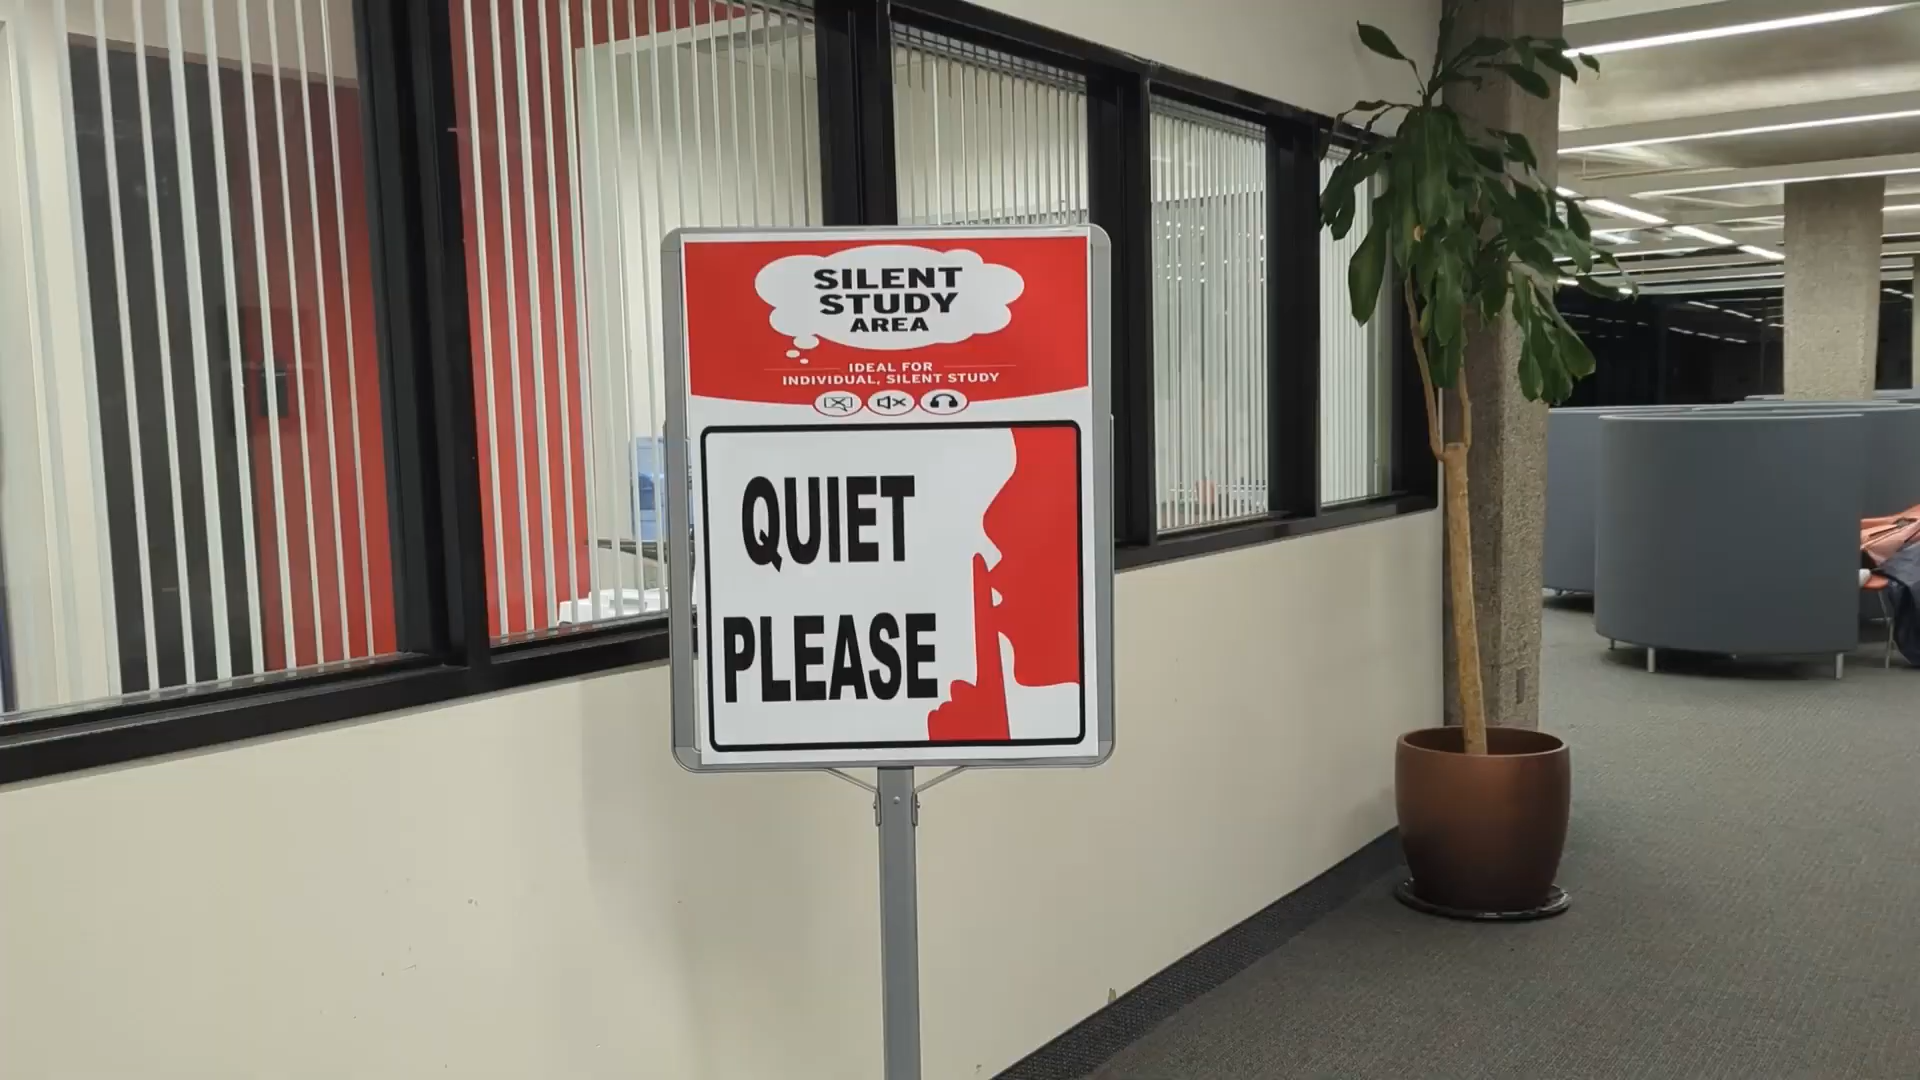 SILENT
STUDY
AREA
IDEAL FOR
INDIVIDUAL, SILENT STUDY
QUIET
PLEASE